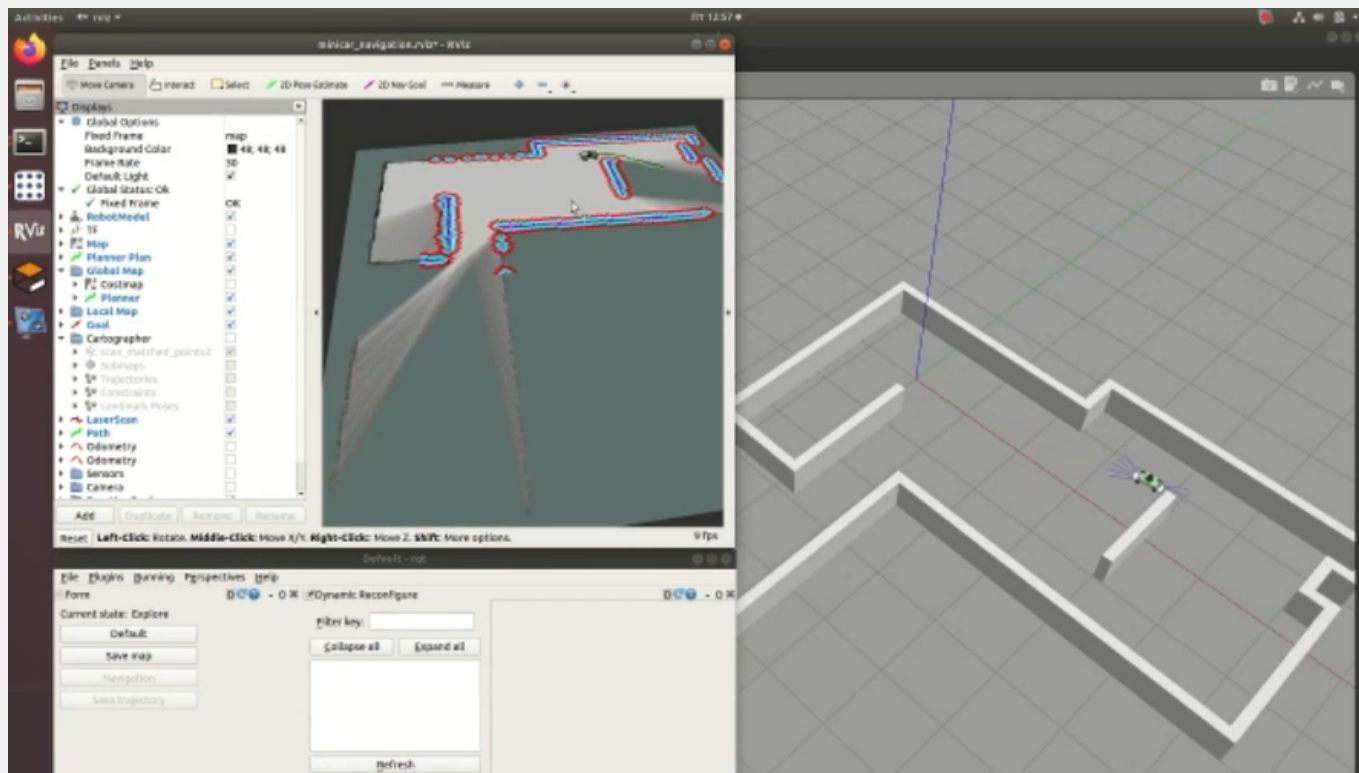 Activities
rviz
Пт 12:57
minicar_navigation.rviz* - RViz
File Panels Help
Move Camera Interact Select 2D Pose Estimate 2D Nav Goal Measure
Displays
Global Options
Fixed Frame map
Background Color 48; 48; 48
Frame Rate 30
Default Light
Global Status: Ok
Fixed Frame OK
RobotModel
TF
Map
Planner Plan
Global Map
Costmap
Planner
Local Map
Goal
Cartographer
scan_matched_points2
Submaps
Trajectories
Constraints
Landmark Poses
LaserScan
Path
Odometry
Odometry
Sensors
Camera
Add Duplicate Remove Rename
Reset Left-Click: Rotate. Middle-Click: Move X/Y. Right-Click: Move Z. Shift: More options. 9 fps
RViz
Default - rqt
File Plugins Running Perspectives Help
Form
Dynamic Reconfigure
Current state: Explore
Default
Save map
Navigation
Save trajectory
Filter key:
Collapse all Expand all
Refresh